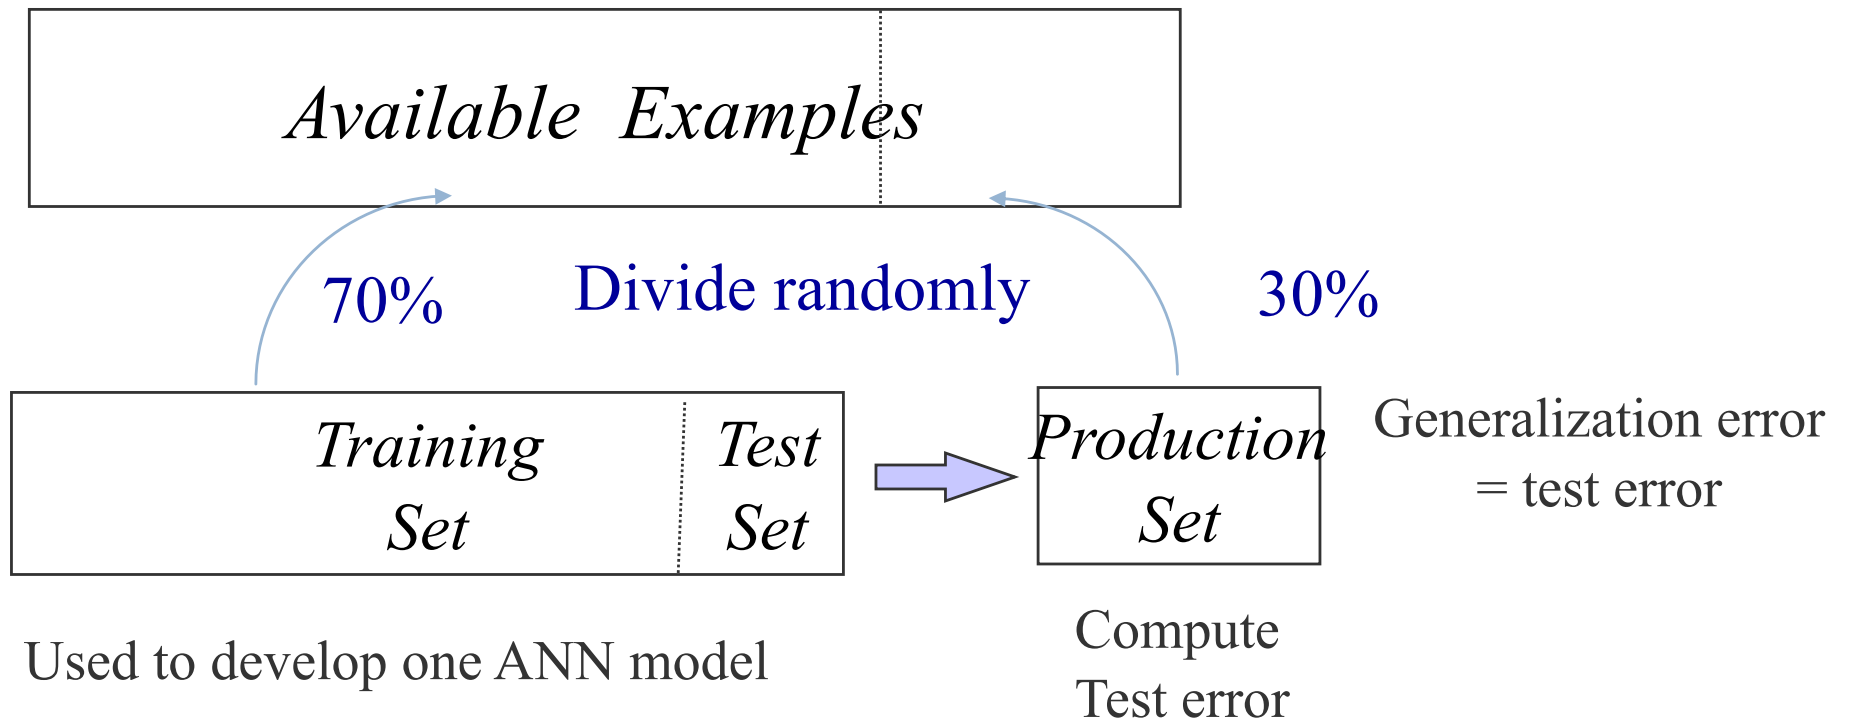 Available Examples
70%
Divide randomly
30%
Training
Set
Test
Set
Production
Set
Generalization error
= test error
Used to develop one ANN model
Compute
Test error